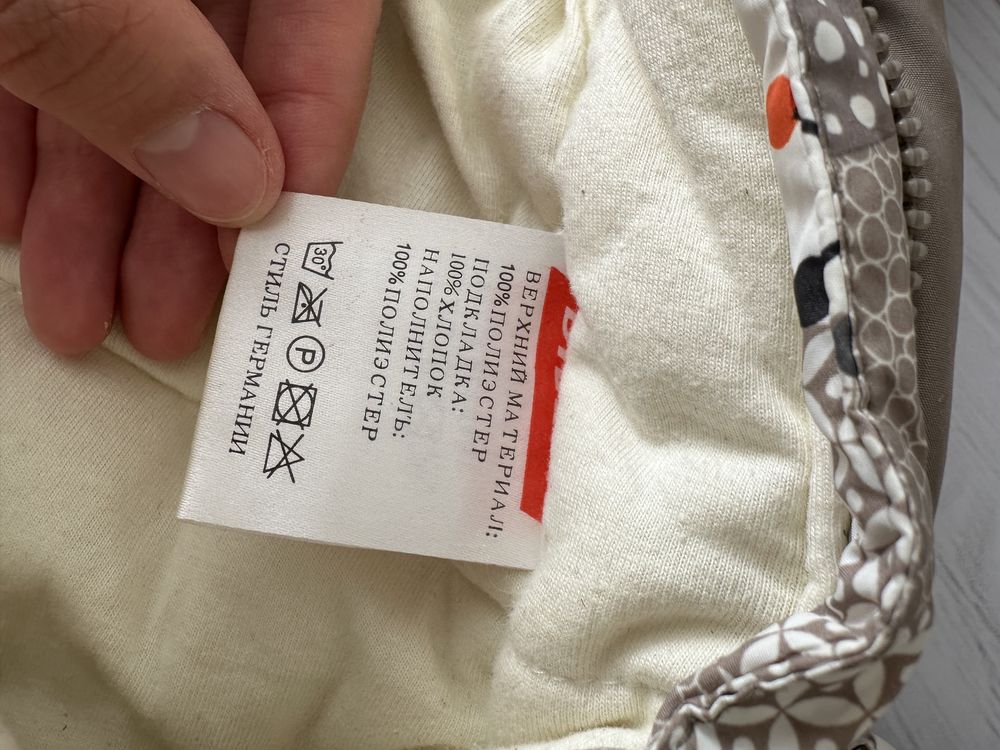 ВЕРХНИЙ МАТЕРИАЛ:
100%ПОЛИЭСТЕР
ПОДКЛАДКА:
100%ХЛОПОК
НАПОЛНИТЕЛЬ:
100%ПОЛИЭСТЕР
30°
P
СТИЛЬ ГЕРМАНИИ